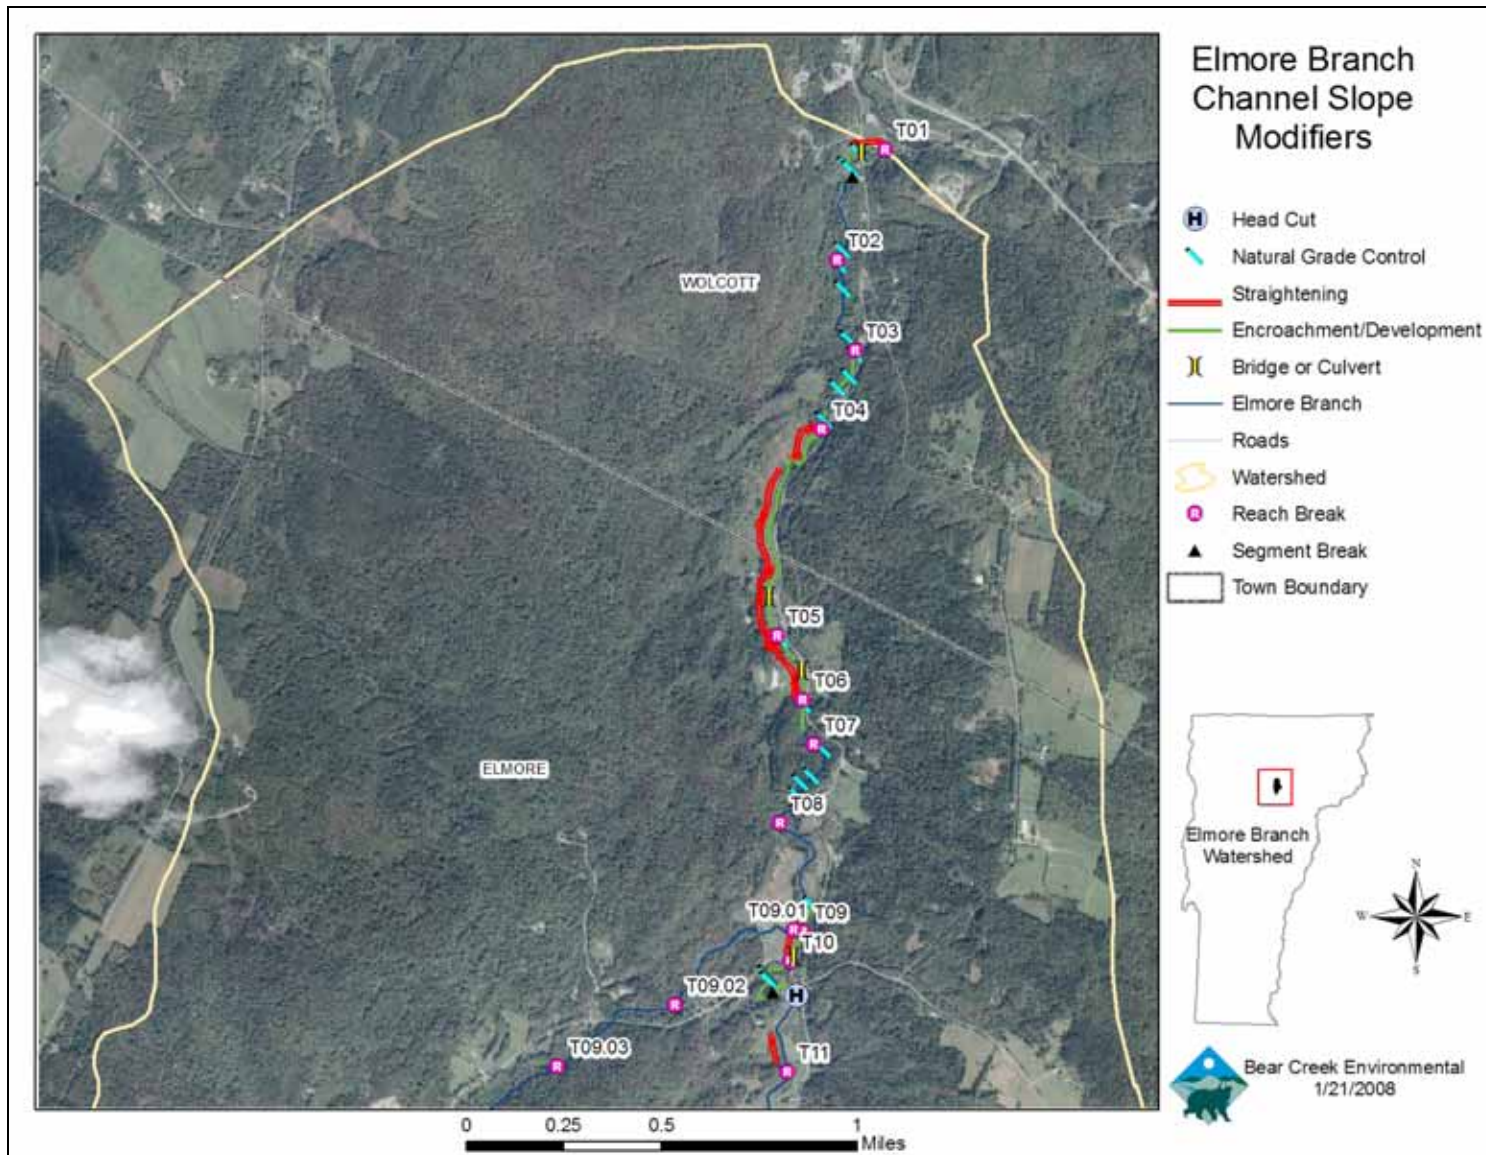 Elmore Branch
Channel Slope
Modifiers
H Head Cut
Natural Grade Control
Straightening
Encroachment/Development
Bridge or Culvert
Elmore Branch
Roads
Watershed
R Reach Break
Segment Break
Town Boundary
T01
R
T02
R
WOLCOTT
T03
R
T04
R
T05
R
T06
R
T07
R
ELMORE
T08
R
T09.01
T09
R
T10
R
T09.02
R
H
T09.03
R
T11
R
Elmore Branch
Watershed
N
W
E
S
Bear Creek Environmental
1/21/2008
0 0.25 0.5 1
Miles